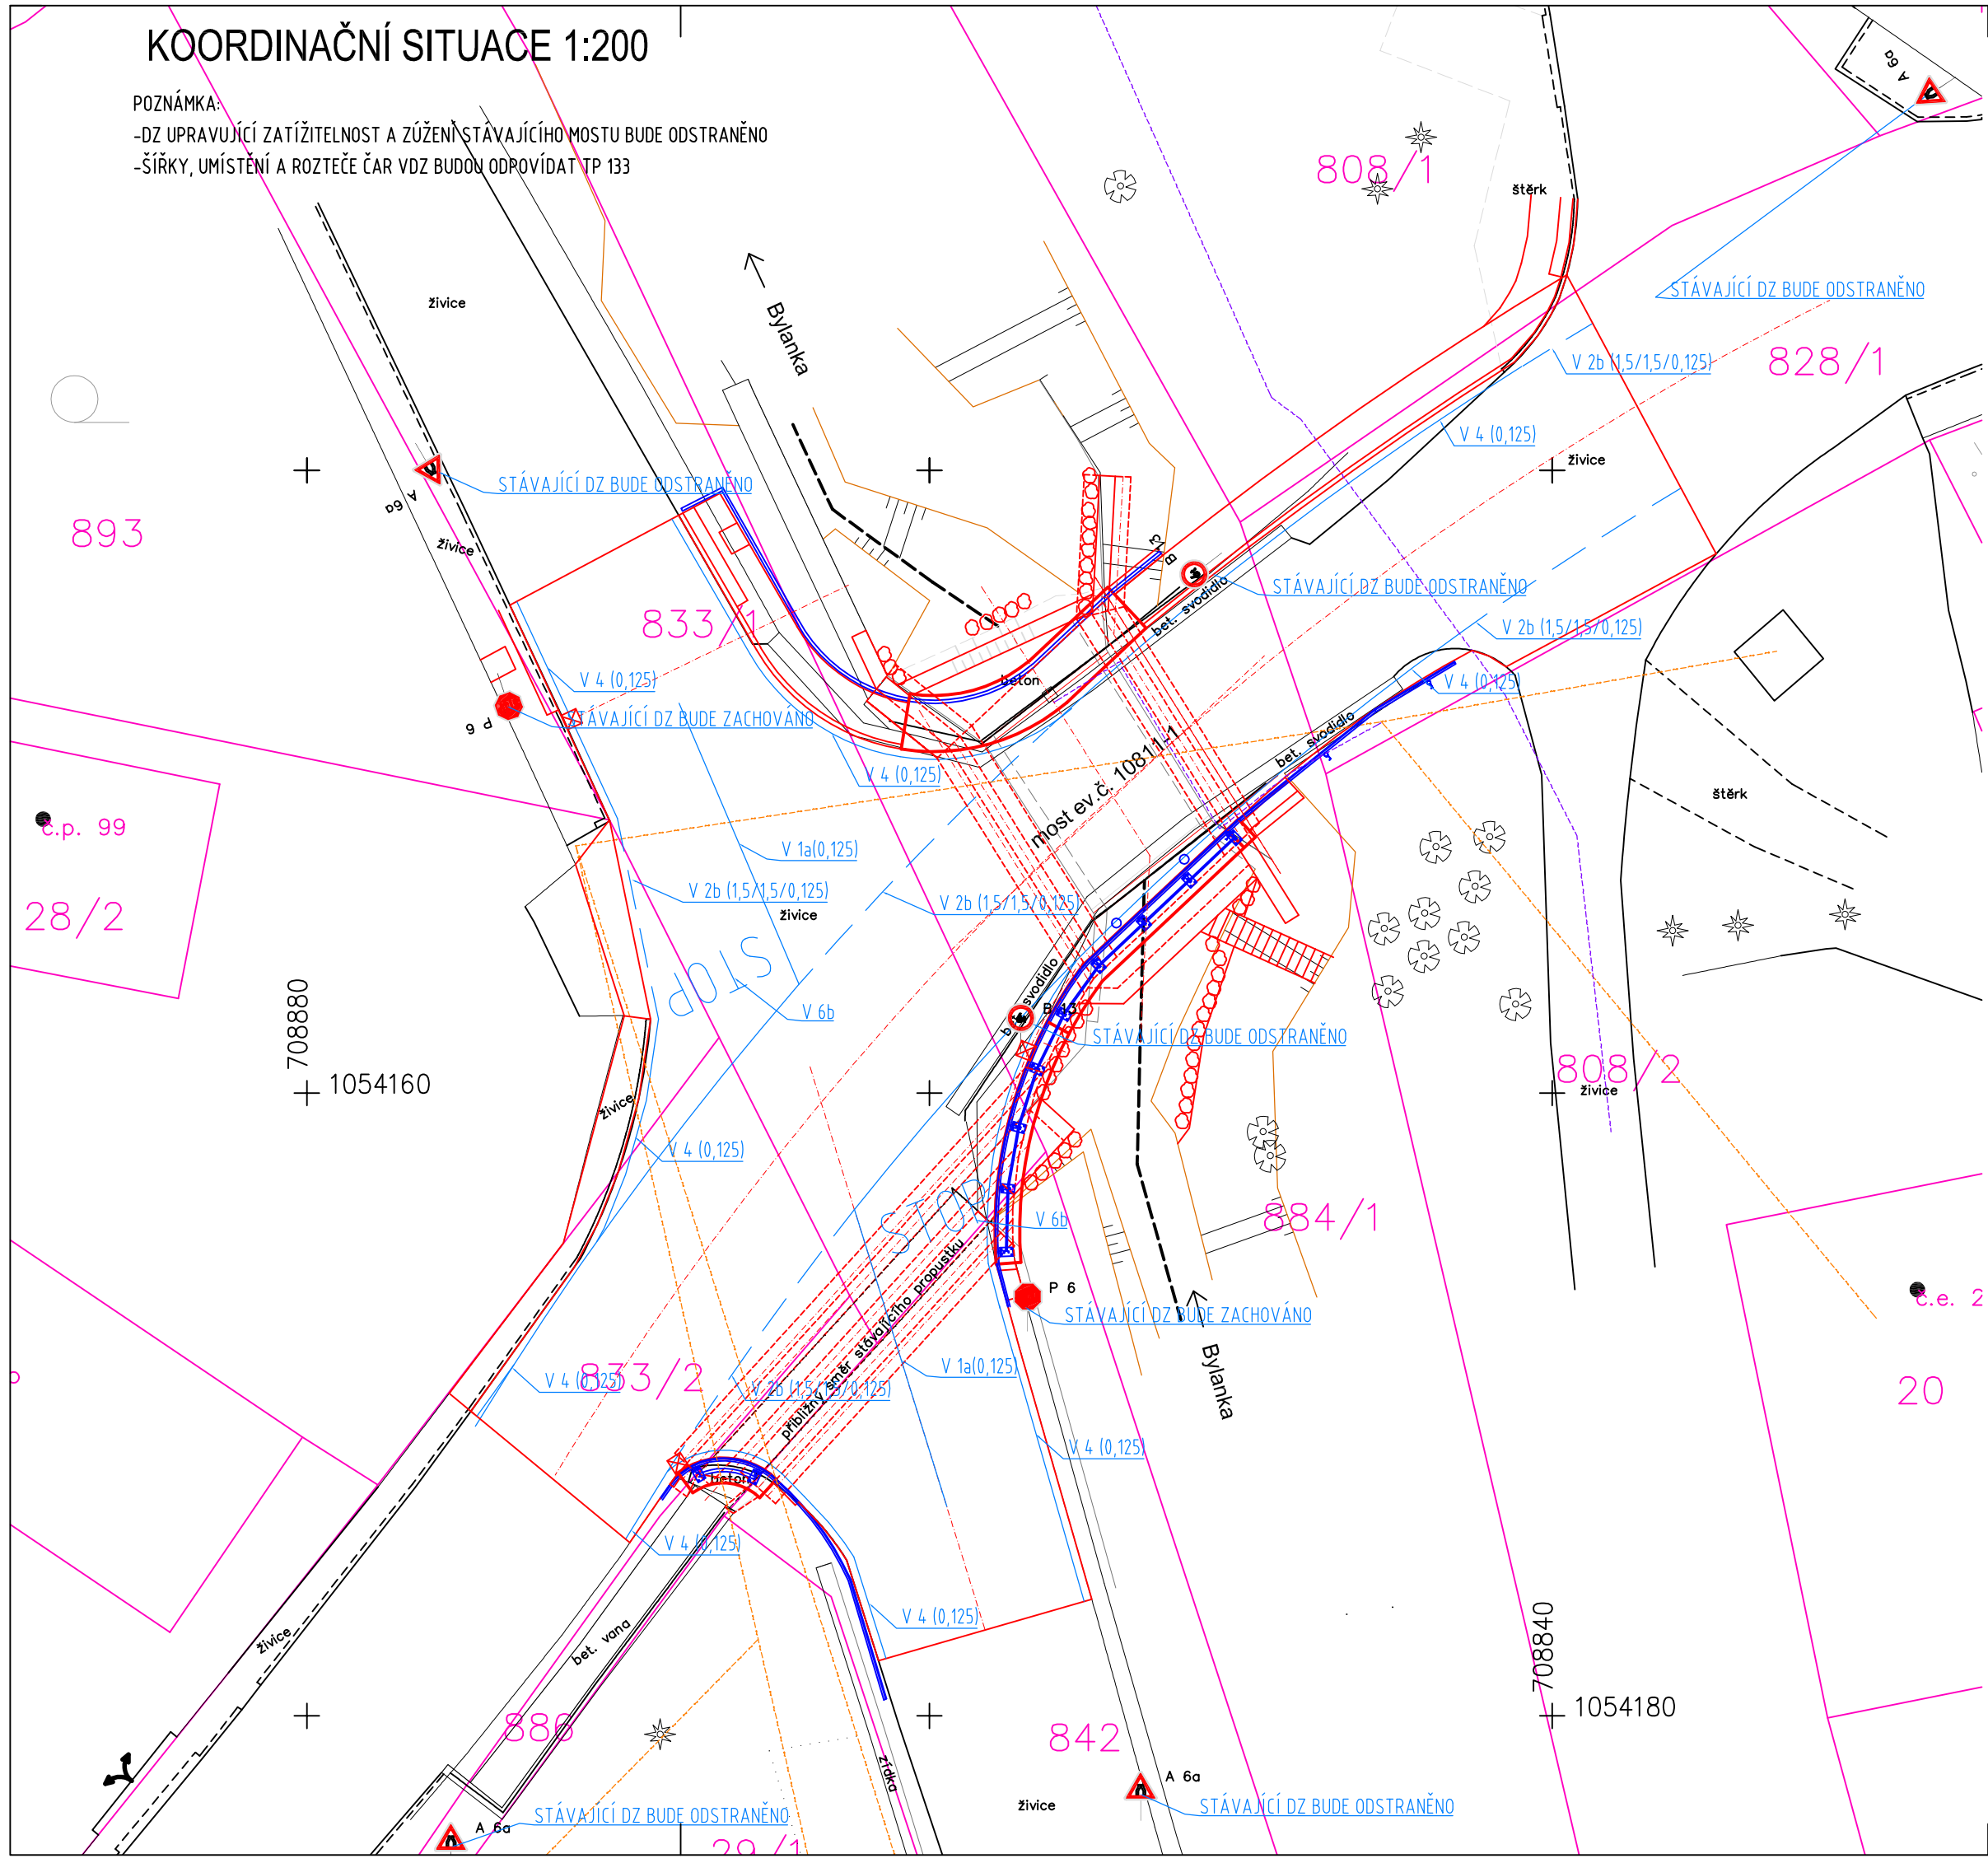 KOORDINAČNÍ SITUACE 1:200
POZNÁMKA:
-DZ UPRAVUJÍCÍ ZATÍŽITELNOST A ZÚŽENÍ STÁVAJÍCÍHO MOSTU BUDE ODSTRANĚNO
-ŠÍŘKY, UMÍSTĚNÍ A ROZTEČE ČAR VDZ BUDOU ODPOVÍDAT TP 133
A 6a
808/1
štěrk
živice
Bylanka
STÁVAJÍCÍ DZ BUDE ODSTRANĚNO
V 2b (1,5/1,5/0,125)
828/1
V 4 (0,125)
živice
STÁVAJÍCÍ DZ BUDE ODSTRANĚNO
A 6a
893
živice
B 13
STÁVAJÍCÍ DZ BUDE ODSTRANĚNO
bet. svodidlo
833/1
V 2b (1,5/1,5/0,125)
V 4 (0,125)
beton
V 4 (0,125)
P 6
STÁVAJÍCÍ DZ BUDE ZACHOVÁNO
bet. svodidlo
V 4 (0,125)
most ev.č. 10811-1
štěrk
č.p. 99
V 1a(0,125)
V 2b (1,5/1,5/0,125)
V 2b (1,5/1,5/0,125)
28/2
živice
STOP
svodidlo
V 6b
B 13
STÁVAJÍCÍ DZ BUDE ODSTRANĚNO
708880
1054160
808/2
živice
živice
V 4 (0,125)
STOP
V 6b
884/1
přibližný směr stávajícího propustku
P 6
STÁVAJÍCÍ DZ BUDE ZACHOVÁNO
č.e. 2
Bylanka
V 1a(0,125)
V 4 (0,125)
833/2
V 2b (1,5/1,5/0,125)
20
V 4 (0,125)
beton
V 4 (0,125)
V 4 (0,125)
živice
bet. vana
708840
1054180
886
842
zídka
A 6a
živice
STÁVAJÍCÍ DZ BUDE ODSTRANĚNO
STÁVAJÍCÍ DZ BUDE ODSTRANĚNO
A 6a
29/1